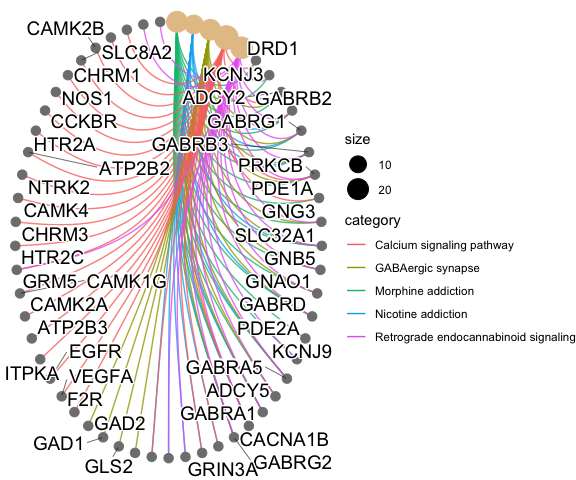 CAMK2B
SLC8A2
DRD1
CHRM1
KCNJ3
NOS1
ADCY2
GABRB2
CCKBR
GABRG1
HTR2A
GABRB3
ATP2B2
PRKCB
NTRK2
PDE1A
CAMK4
GNG3
CHRM3
SLC32A1
HTR2C
GNB5
GRM5
CAMK1G
GNAO1
CAMK2A
GABRD
ATP2B3
PDE2A
EGFR
KCNJ9
ITPKA
VEGFA
GABRA5
F2R
ADCY5
GAD2
GABRA1
GAD1
CACNA1B
GLS2
GRIN3A
GABRG2
size
10
20
category
Calcium signaling pathway
GABAergic synapse
Morphine addiction
Nicotine addiction
Retrograde endocannabinoid signaling